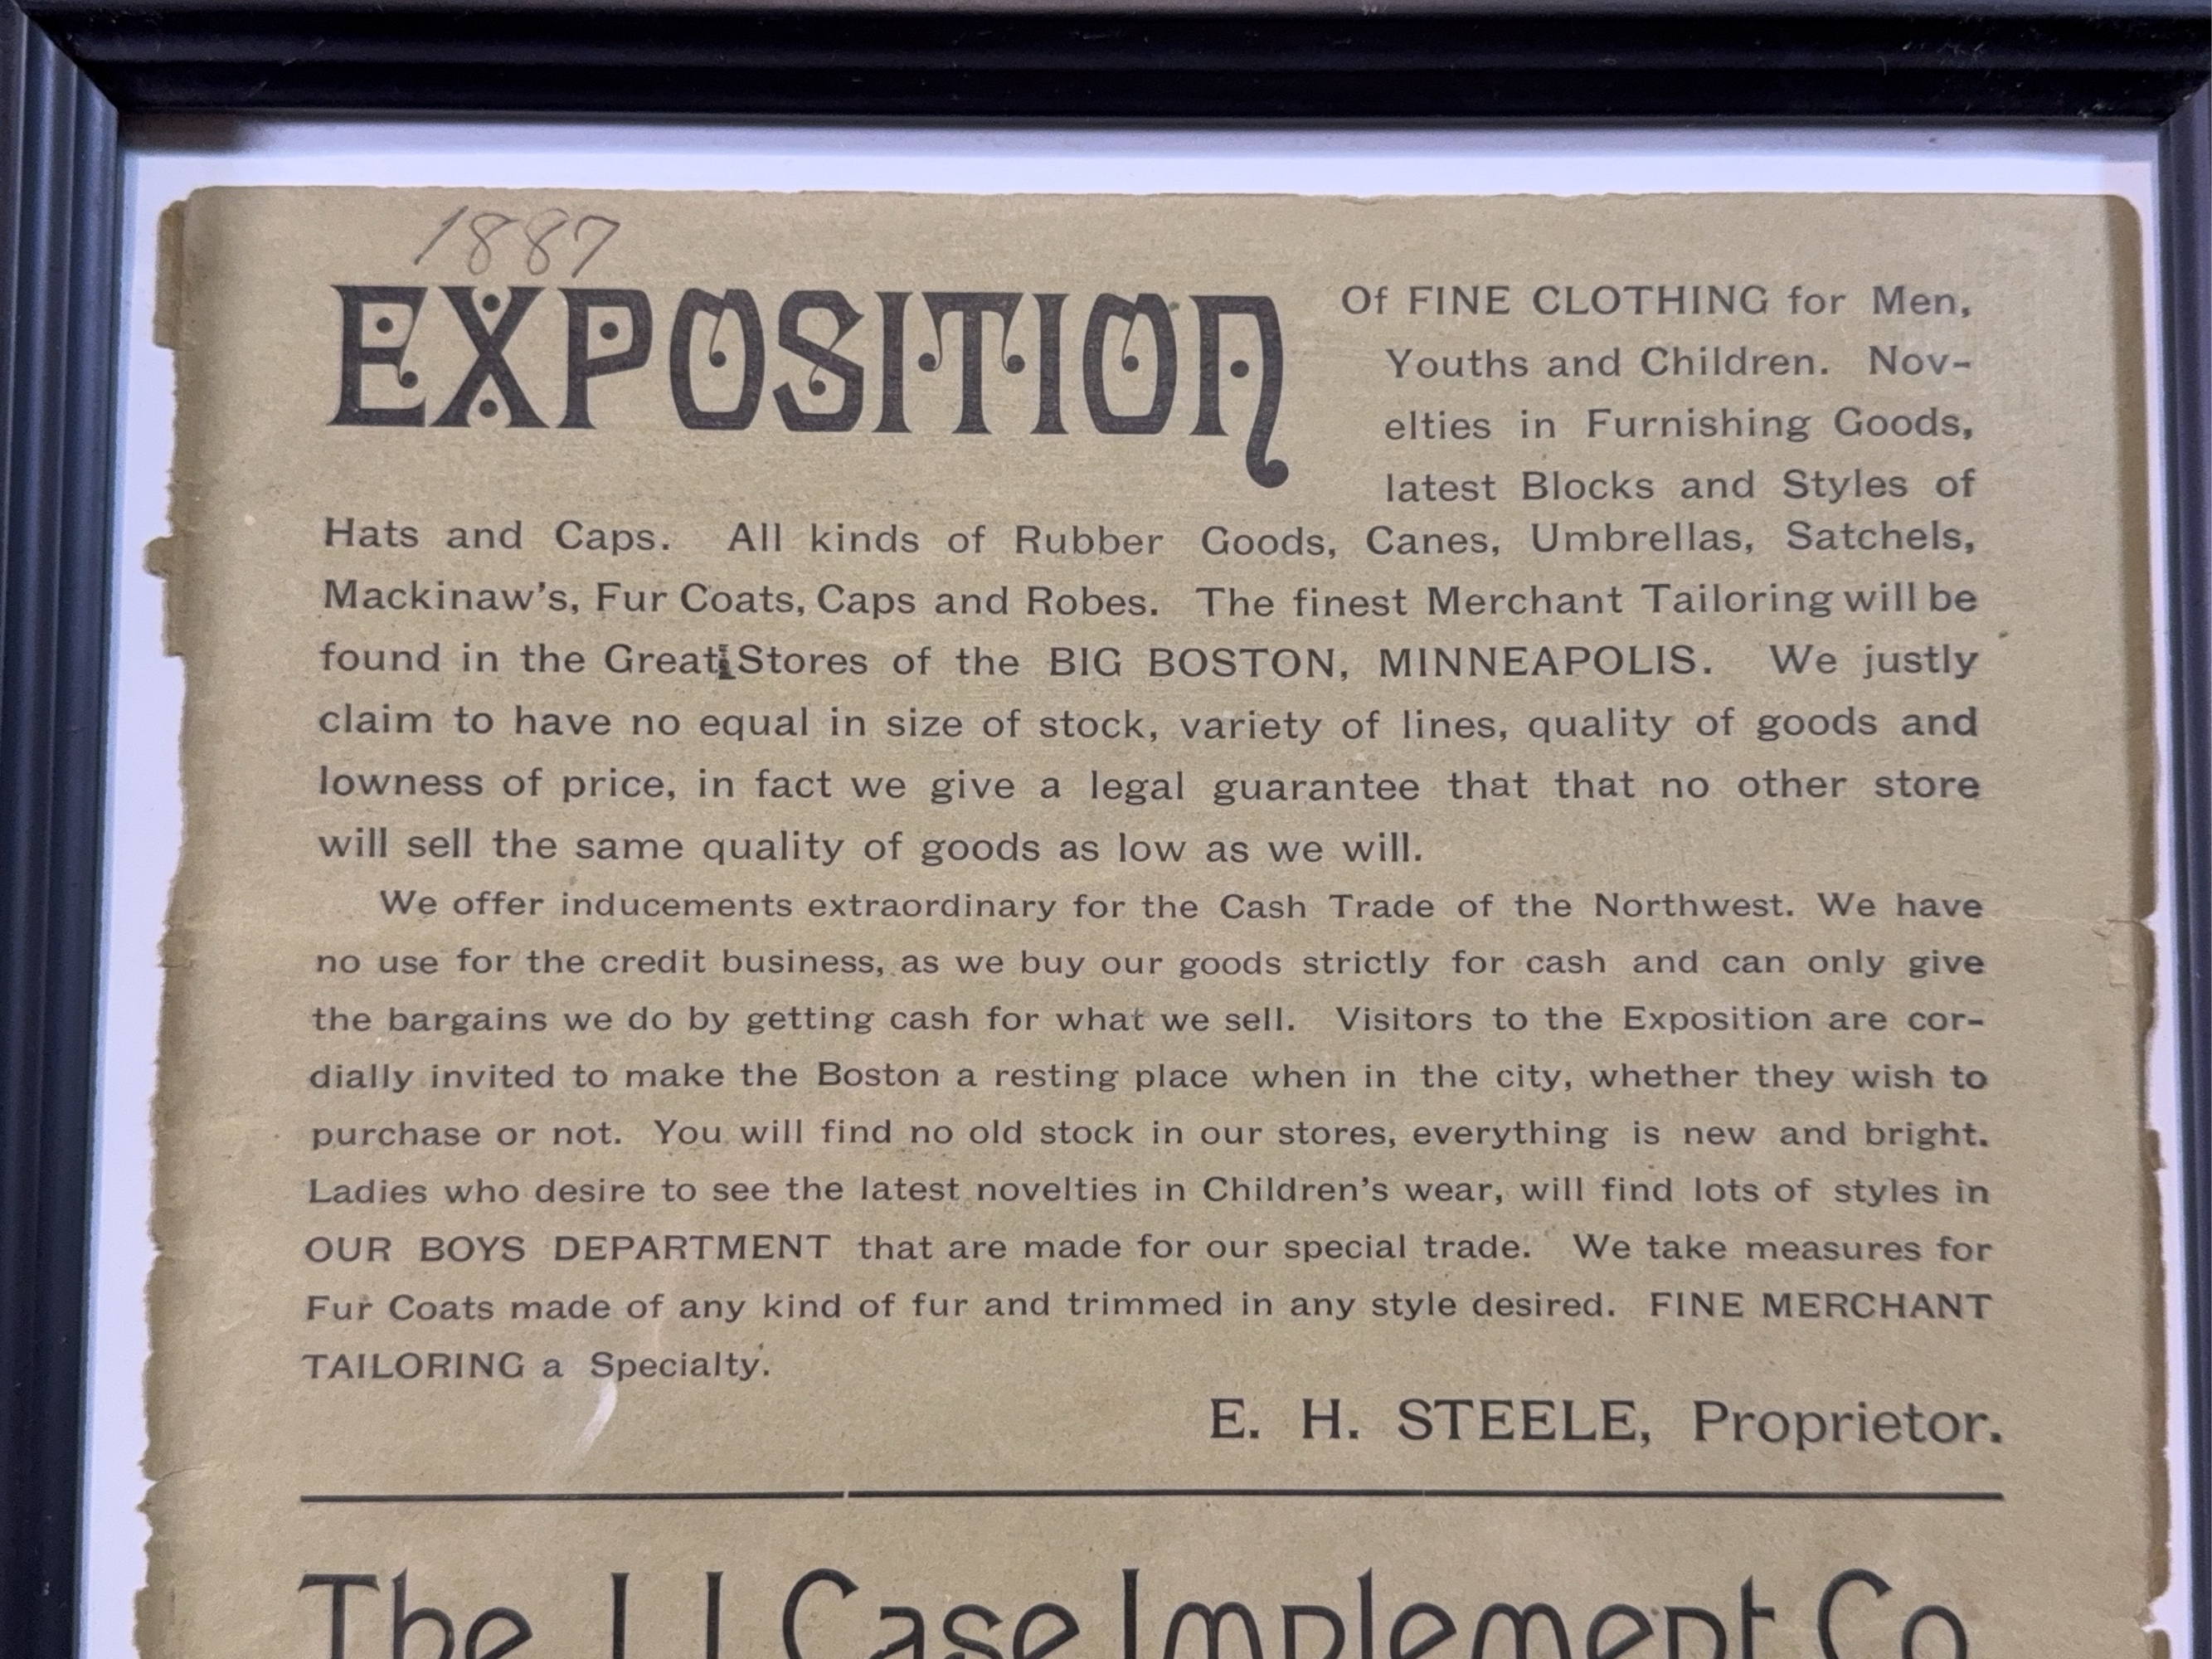 1887
EXPOSITION
Of FINE CLOTHING for Men,
Youths and Children. Nov-
elties in Furnishing Goods,
latest Blocks and Styles of
Hats and Caps. All kinds of Rubber Goods, Canes, Umbrellas, Satchels,
Mackinaw's, Fur Coats, Caps and Robes. The finest Merchant Tailoring will be
found in the Great Stores of the BIG BOSTON, MINNEAPOLIS. We justly
claim to have no equal in size of stock, variety of lines, quality of goods and
lowness of price, in fact we give a legal guarantee that that no other store
will sell the same quality of goods as low as we will.
We offer inducements extraordinary for the Cash Trade of the Northwest. We have
no use for the credit business, as we buy our goods strictly for cash and can only give
the bargains we do by getting cash for what we sell. Visitors to the Exposition are cor-
dially invited to make the Boston a resting place when in the city, whether they wish to
purchase or not. You will find no old stock in our stores, everything is new and bright.
Ladies who desire to see the latest novelties in Children's wear, will find lots of styles in
OUR BOYS DEPARTMENT that are made for our special trade. We take measures for
Fur Coats made of any kind of fur and trimmed in any style desired. FINE MERCHANT
TAILORING a Specialty.
E. H. STEELE, Proprietor.
The J I Case Implement Co